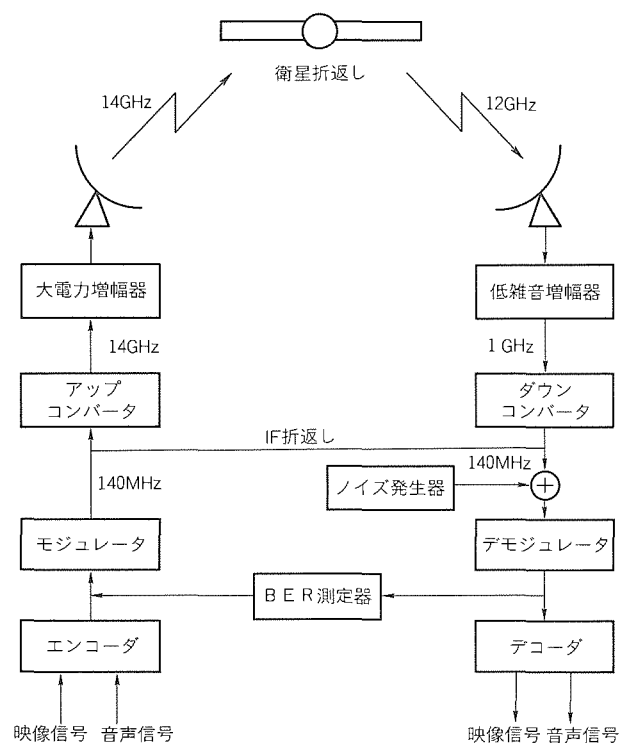 衛星折返し
14GHz
12GHz
大電力増幅器
低雑音増幅器
14GHz
1 GHz
アップ
コンバータ
ダウン
コンバータ
IF折返し
140MHz
140MHz
ノイズ発生器
+
モジュレータ
デモジュレータ
BER測定器
エンコーダ
デコーダ
映像信号 音声信号
映像信号 音声信号